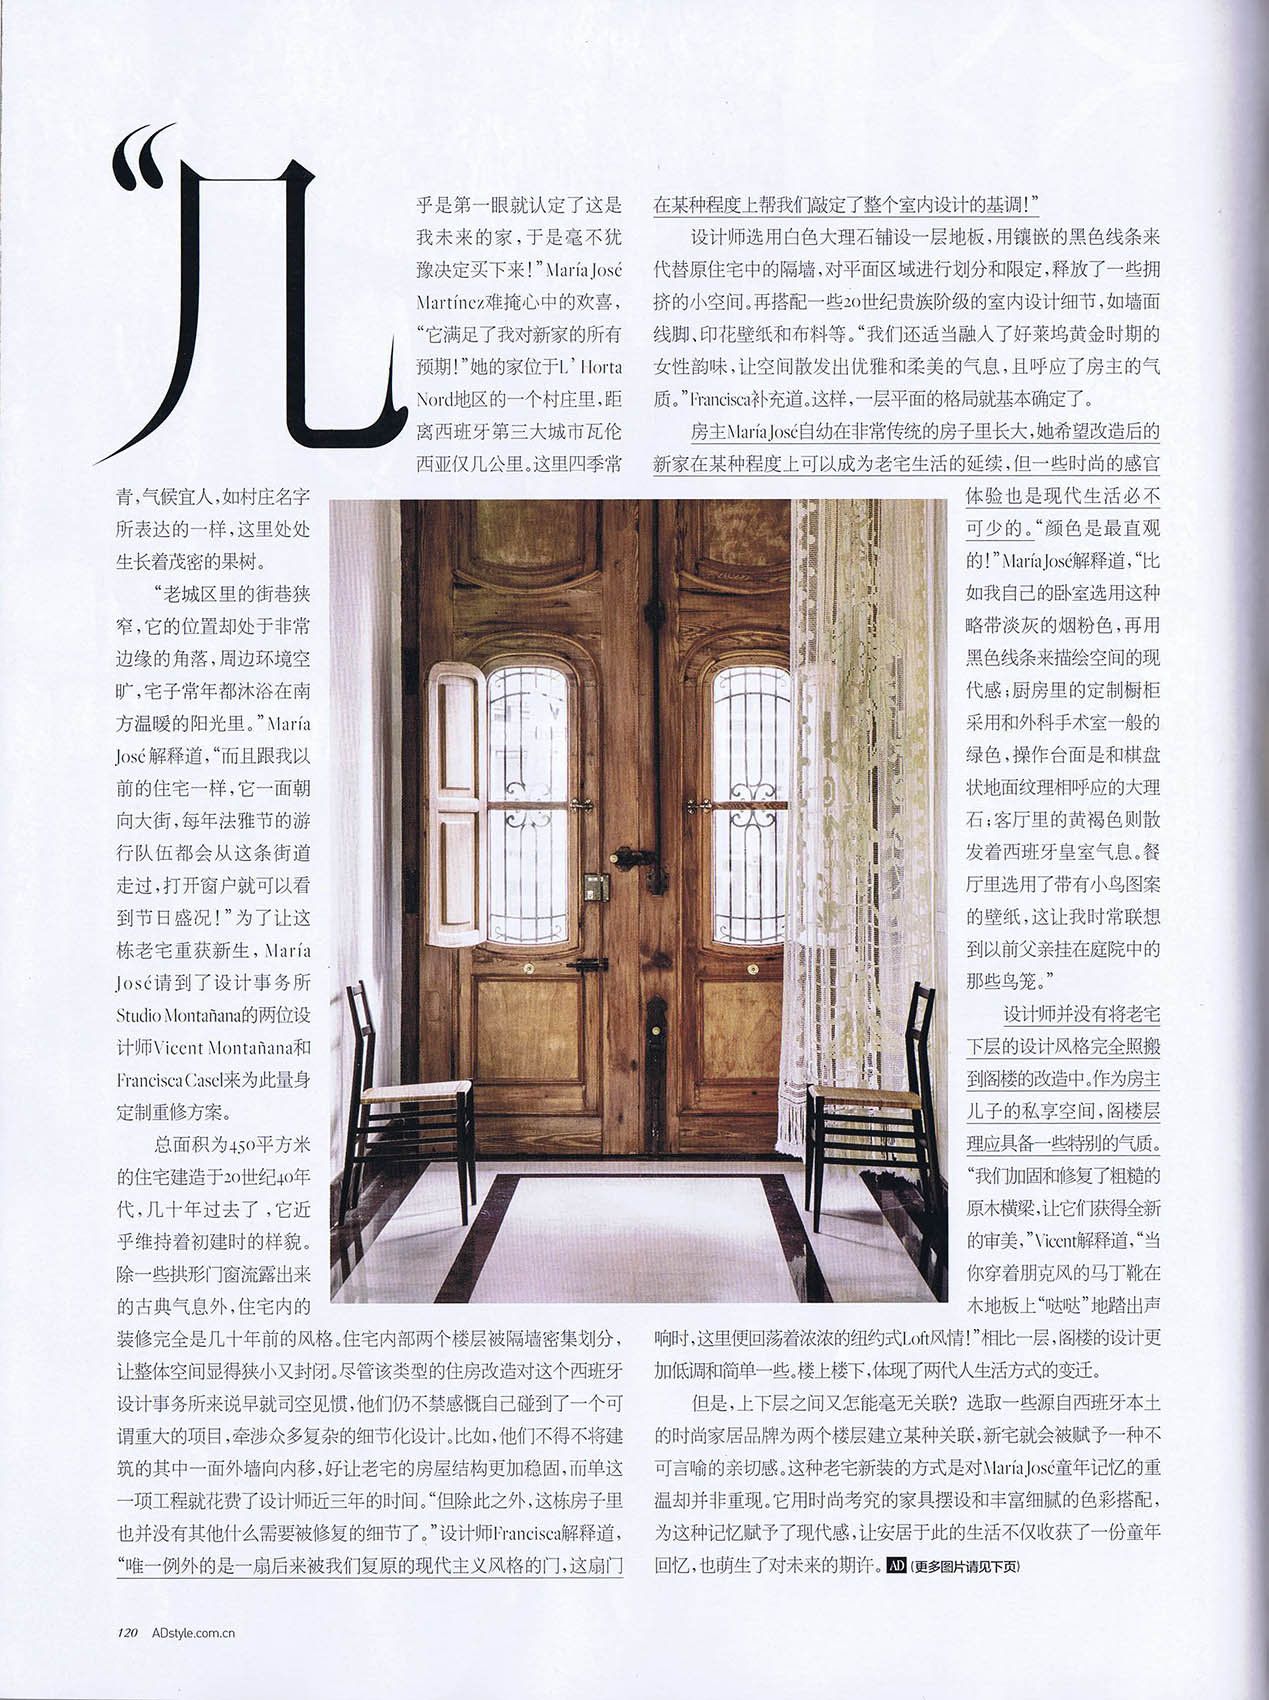 “几
乎是第一眼就认定了这是
我未来的家，于是毫不犹
豫决定买下来！”María José
Martínez难掩心中的欢喜，
“它满足了我对新家的所有
预期！”她的家位于L’ Horta
Nord地区的一个村庄里，距
离西班牙第三大城市瓦伦
西亚仅几公里。这里四季常
青，气候宜人，如村庄名字
所表达的一样，这里处处
生长着茂密的果树。
“老城区里的街巷狭
窄，它的位置却处于非常
边缘的角落，周边环境空
旷，宅子常年都沐浴在南
方温暖的阳光里。”María
José 解释道，“而且跟我以
前的住宅一样，它一面朝
向大街，每年法雅节的游
行队伍都会从这条街道
走过，打开窗户就可以看
到节日盛况！”为了让这
栋老宅重获新生，María
José请到了设计事务所
Studio Montañana的两位设
计师Vicent Montañana和
Francisca Casel来为此量身
定制重修方案。
总面积为450平方米
的住宅建造于20世纪40年
代，几十年过去了，它近
乎维持着初建时的样貌。
除一些拱形门窗流露出来
的古典气息外，住宅内的
装修完全是几十年前的风格。住宅内部两个楼层被隔墙密集划分，
让整体空间显得狭小又封闭。尽管该类型的住房改造对这个西班牙
设计事务所来说早就司空见惯，他们仍不禁感慨自己碰到了一个可
谓重大的项目，牵涉众多复杂的细节化设计。比如，他们不得不将建
筑的其中一面外墙向内移，好让老宅的房屋结构更加稳固，而单这
一项工程就花费了设计师近三年的时间。“但除此之外，这栋房子里
也并没有其他什么需要被修复的细节了。”设计师Francisca解释道，
“唯一例外的是一扇后来被我们复原的现代主义风格的门，这扇门
在某种程度上帮我们敲定了整个室内设计的基调！”
设计师选用白色大理石铺设一层地板，用镶嵌的黑色线条来
代替原住宅中的隔墙，对平面区域进行划分和限定，释放了一些拥
挤的小空间。再搭配一些20世纪贵族阶级的室内设计细节，如墙面
线脚、印花壁纸和布料等。“我们还适当融入了好莱坞黄金时期的
女性韵味，让空间散发出优雅和柔美的气息，且呼应了房主的气
质。”Francisca补充道。这样，一层平面的格局就基本确定了。
房主María José自幼在非常传统的房子里长大，她希望改造后的
新家在某种程度上可以成为老宅生活的延续，但一些时尚的感官
体验也是现代生活必不
可少的。“颜色是最直观
的！”María José解释道，“比
如我自己的卧室选用这种
略带淡灰的烟粉色，再用
黑色线条来描绘空间的现
代感；厨房里的定制橱柜
采用和外科手术室一般的
绿色，操作台面是和棋盘
状地面纹理相呼应的大理
石；客厅里的黄褐色则散
发着西班牙皇室气息。餐
厅里选用了带有小鸟图案
的壁纸，这让我时常联想
到以前父亲挂在庭院中的
那些鸟笼。”
设计师并没有将老宅
下层的设计风格完全照搬
到阁楼的改造中。作为房主
儿子的私享空间，阁楼层
理应具备一些特别的气质。
“我们加固和修复了粗糙的
原木横梁，让它们获得全新
的审美，”Vicent解释道，“当
你穿着朋克风的马丁靴在
木地板上“哒哒”地踏出声
响时，这里便回荡着浓浓的纽约式Loft风情！”相比一层，阁楼的设计更
加低调和简单一些。楼上楼下，体现了两代人生活方式的变迁。
但是，上下层之间又怎能毫无关联？选取一些源自西班牙本土
的时尚家居品牌为两个楼层建立某种关联，新宅就会被赋予一种不
可言喻的亲切感。这种老宅新装的方式是对María José童年记忆的重
温却并非重现。它用时尚考究的家具摆设和丰富细腻的色彩搭配，
为这种记忆赋予了现代感，让安居于此的生活不仅收获了一份童年
回忆，也萌生了对未来的期许。AD (更多图片请见下页)
120 ADstyle.com.cn